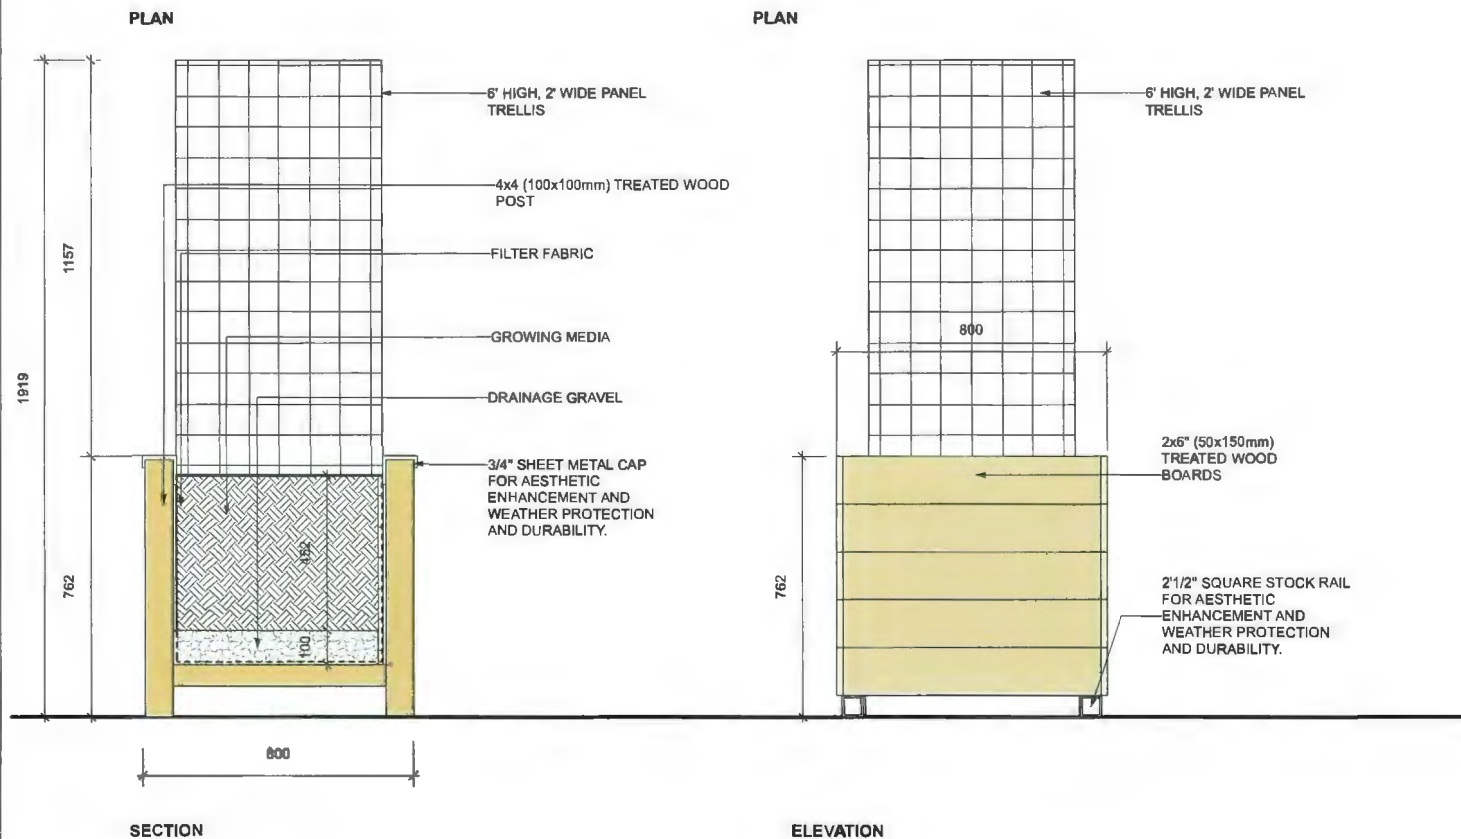 PLAN
6' HIGH, 2' WIDE PANEL
TRELLIS
4x4 (100x100mm) TREATED WOOD
POST
FILTER FABRIC
GROWING MEDIA
DRAINAGE GRAVEL
3/4" SHEET METAL CAP
FOR AESTHETIC
ENHANCEMENT AND
WEATHER PROTECTION
AND DURABILITY.
1919
1157
762
462
100
800
SECTION
PLAN
6' HIGH, 2' WIDE PANEL
TRELLIS
800
2x6" (50x150mm)
TREATED WOOD
BOARDS
762
2'1/2" SQUARE STOCK RAIL
FOR AESTHETIC
ENHANCEMENT AND
WEATHER PROTECTION
AND DURABILITY.
ELEVATION